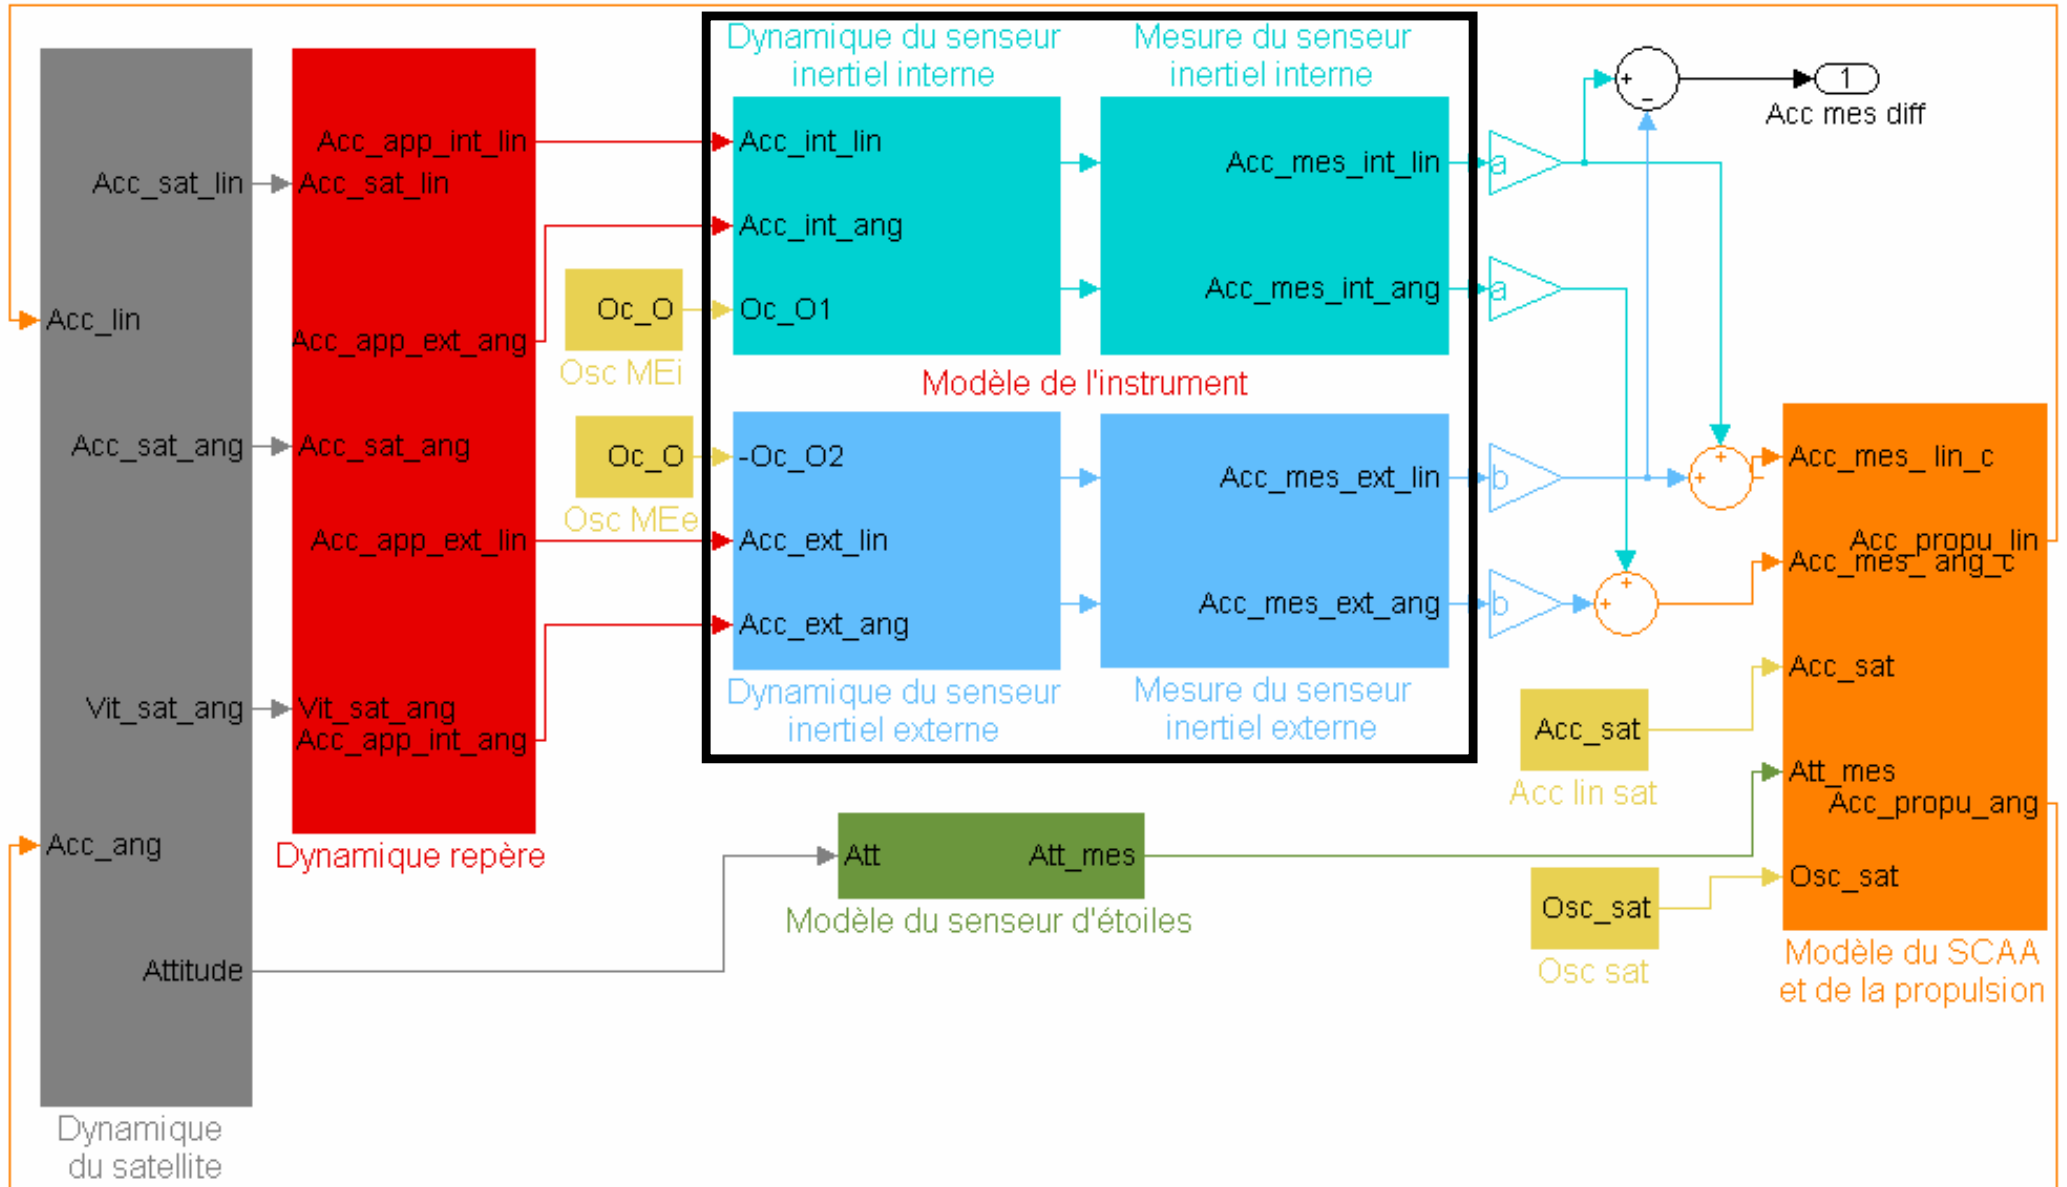 Dynamique du senseur
inertiel interne
Mesure du senseur
inertiel interne
+
-
1
Acc mes diff
Acc_sat_lin
Acc_lin
Acc_sat_ang
Vit_sat_ang
Acc_ang
Attitude
Dynamique
du satellite
Acc_app_int_lin
Acc_sat_lin
Acc_app_ext_ang
Acc_sat_ang
Acc_app_ext_lin
Vit_sat_ang
Acc_app_int_ang
Dynamique repère
Oc_O
Osc MEi
Oc_O
Osc MEe
Acc_int_lin
Acc_int_ang
Oc_O1
Acc_mes_int_lin
Acc_mes_int_ang
a
a
Modèle de l'instrument
-Oc_O2
Acc_ext_lin
Acc_ext_ang
Acc_mes_ext_lin
Acc_mes_ext_ang
b
b
Dynamique du senseur
inertiel externe
Mesure du senseur
inertiel externe
+
+
+
+
Acc_sat
Acc lin sat
Osc_sat
Osc sat
Att
Att_mes
Modèle du senseur d'étoiles
Acc_mes_ lin_c
Acc_propu_lin
Acc_mes_ ang_c
Acc_sat
Att_mes
Acc_propu_ang
Osc_sat
Modèle du SCAA
et de la propulsion